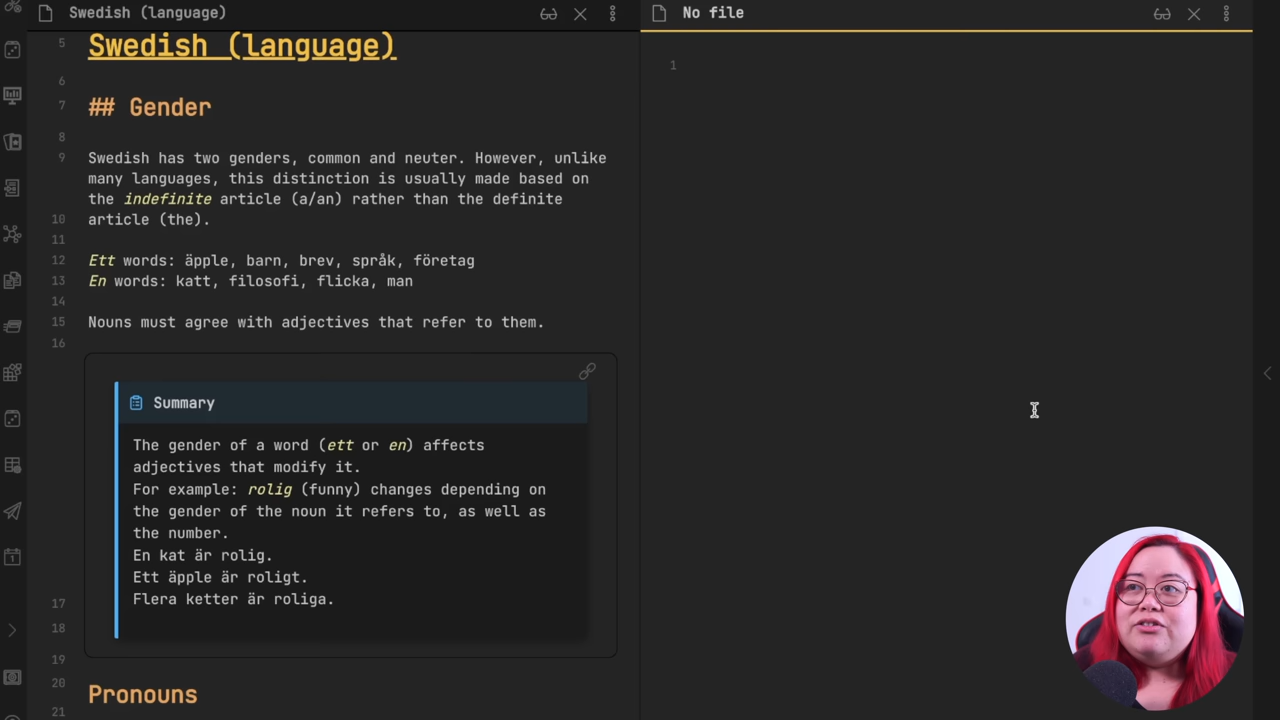 Swedish (language)
5
Swedish (language)
6
7
## Gender
8
9
Swedish has two genders, common and neuter. However, unlike
many languages, this distinction is usually made based on
the indefinite article (a/an) rather than the definite
10
article (the).
11
12
Ett words: äpple, barn, brev, språk, företag
13
En words: katt, filosofi, flicka, man
14
15
Nouns must agree with adjectives that refer to them.
16
Summary
The gender of a word (ett or en) affects
adjectives that modify it.
For example: rolig (funny) changes depending on
the gender of the noun it refers to, as well as
the number.
En kat är rolig.
Ett äpple är roligt.
Flera ketter är roliga.
17
18
19
20
Pronouns
21
No file
1
1